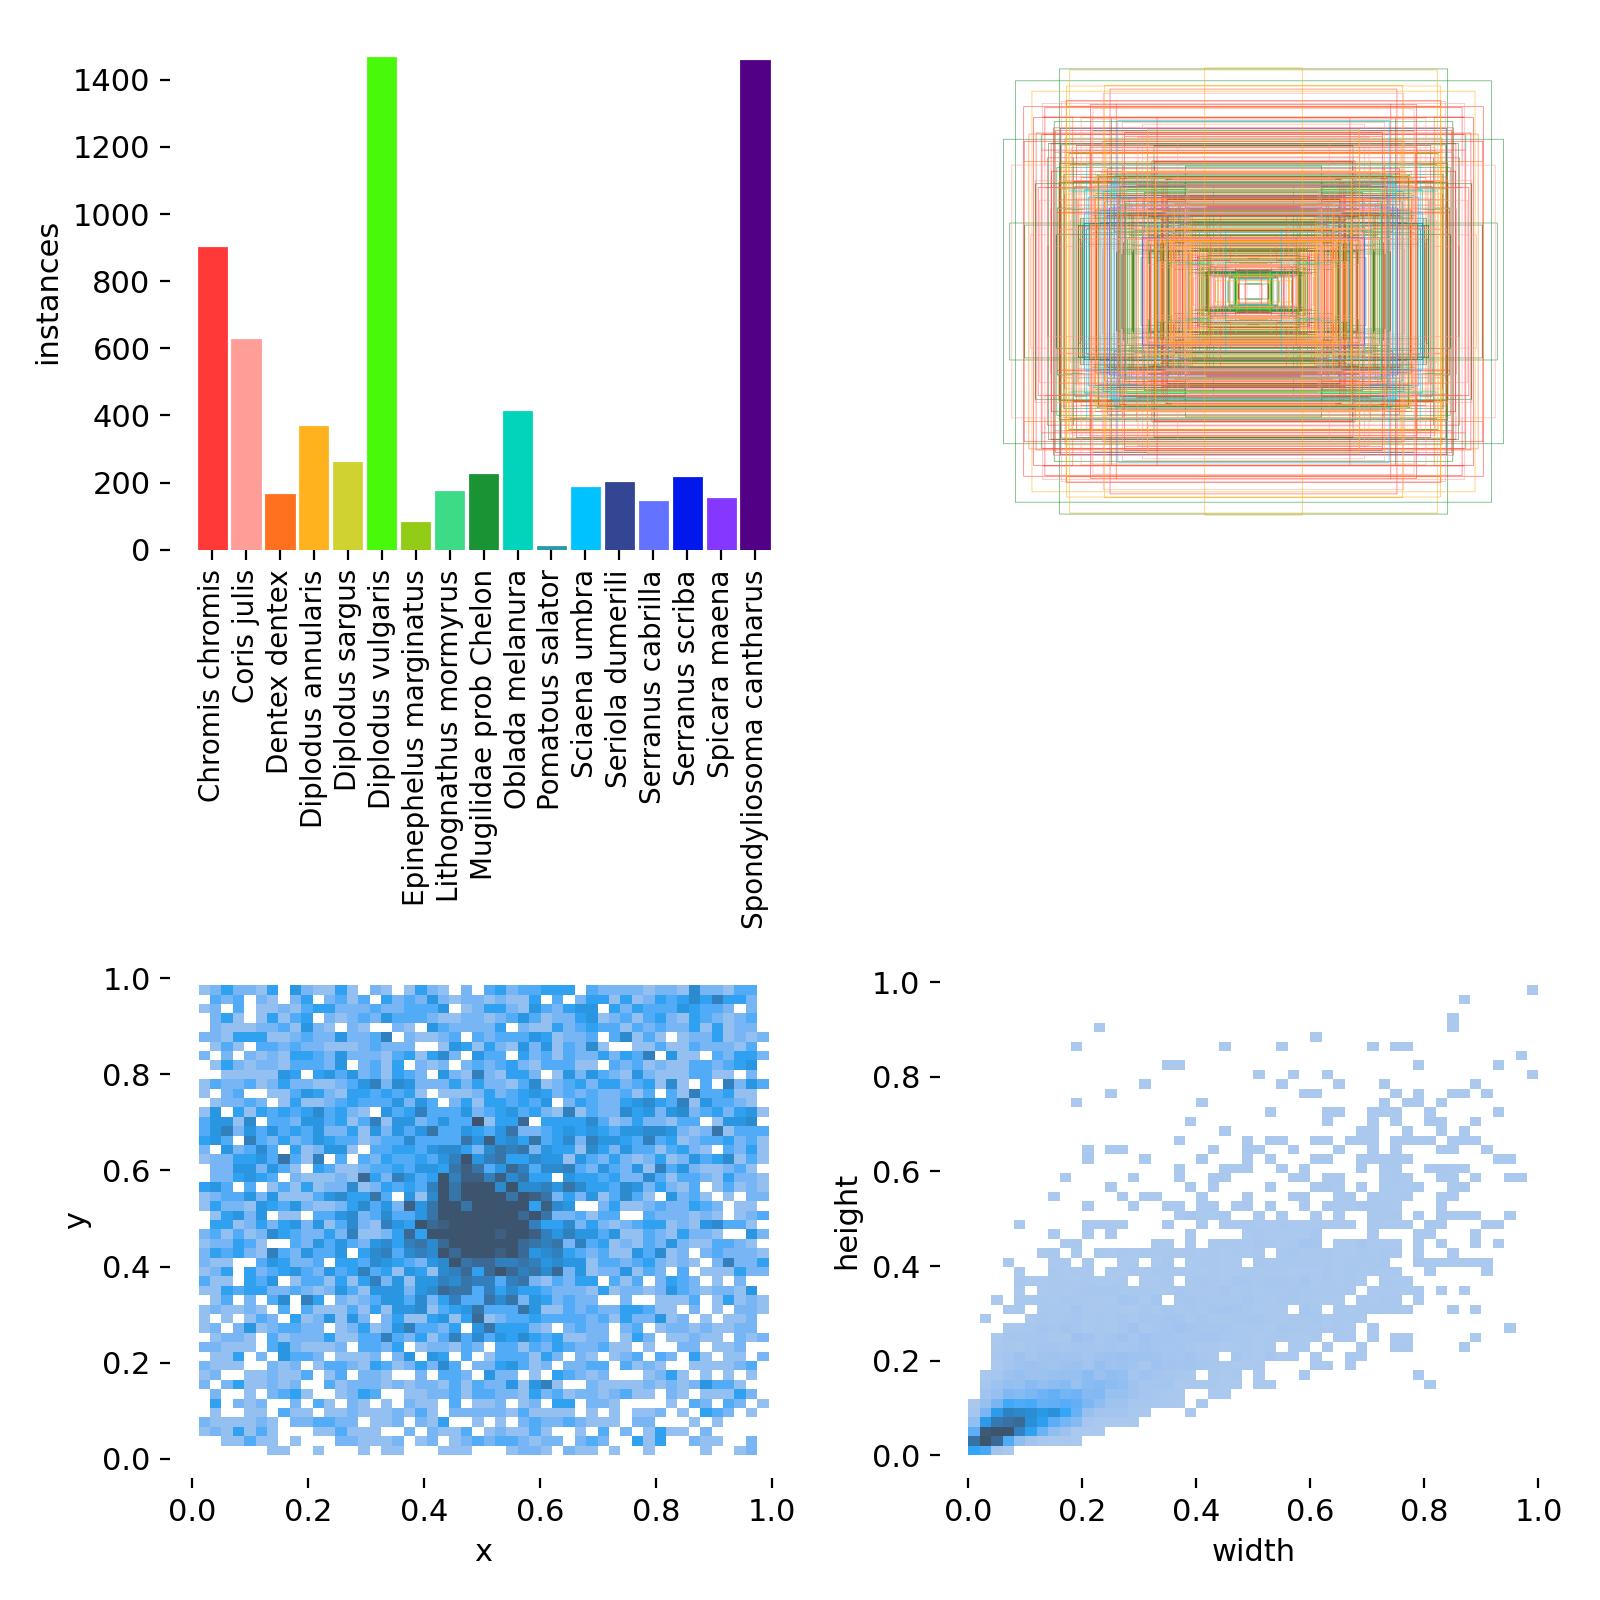 instances
1400
1200
1000
800
600
400
200
0
Chromis chromis
Coris julis
Dentex dentex
Diplodus annularis
Diplodus sargus
Diplodus vulgaris
Epinephelus marginatus
Lithognathus mormyrus
Mugilidae prob Chelon
Oblada melanura
Pomatous salator
Sciaena umbra
Seriola dumerili
Serranus cabrilla
Serranus scriba
Spicara maena
Spondyliosoma cantharus
y
1.0
0.8
0.6
0.4
0.2
0.0
0.0 0.2 0.4 0.6 0.8 1.0
x
height
1.0
0.8
0.6
0.4
0.2
0.0
0.0 0.2 0.4 0.6 0.8 1.0
width